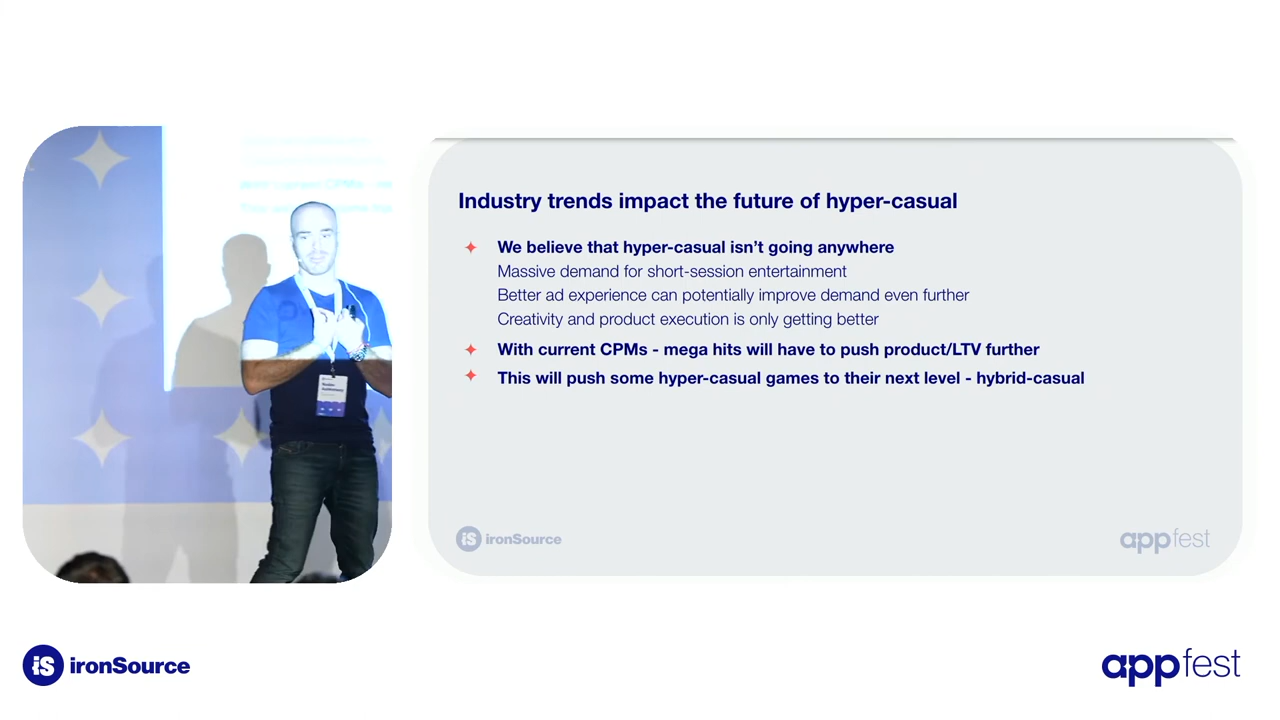 Industry trends impact the future of hyper-casual
We believe that hyper-casual isn't going anywhere
Massive demand for short-session entertainment
Better ad experience can potentially improve demand even further
Creativity and product execution is only getting better
With current CPMs - mega hits will have to push product/LTV further
This will push some hyper-casual games to their next level - hybrid-casual
iS ironSource
appfest
iS ironSource
appfest